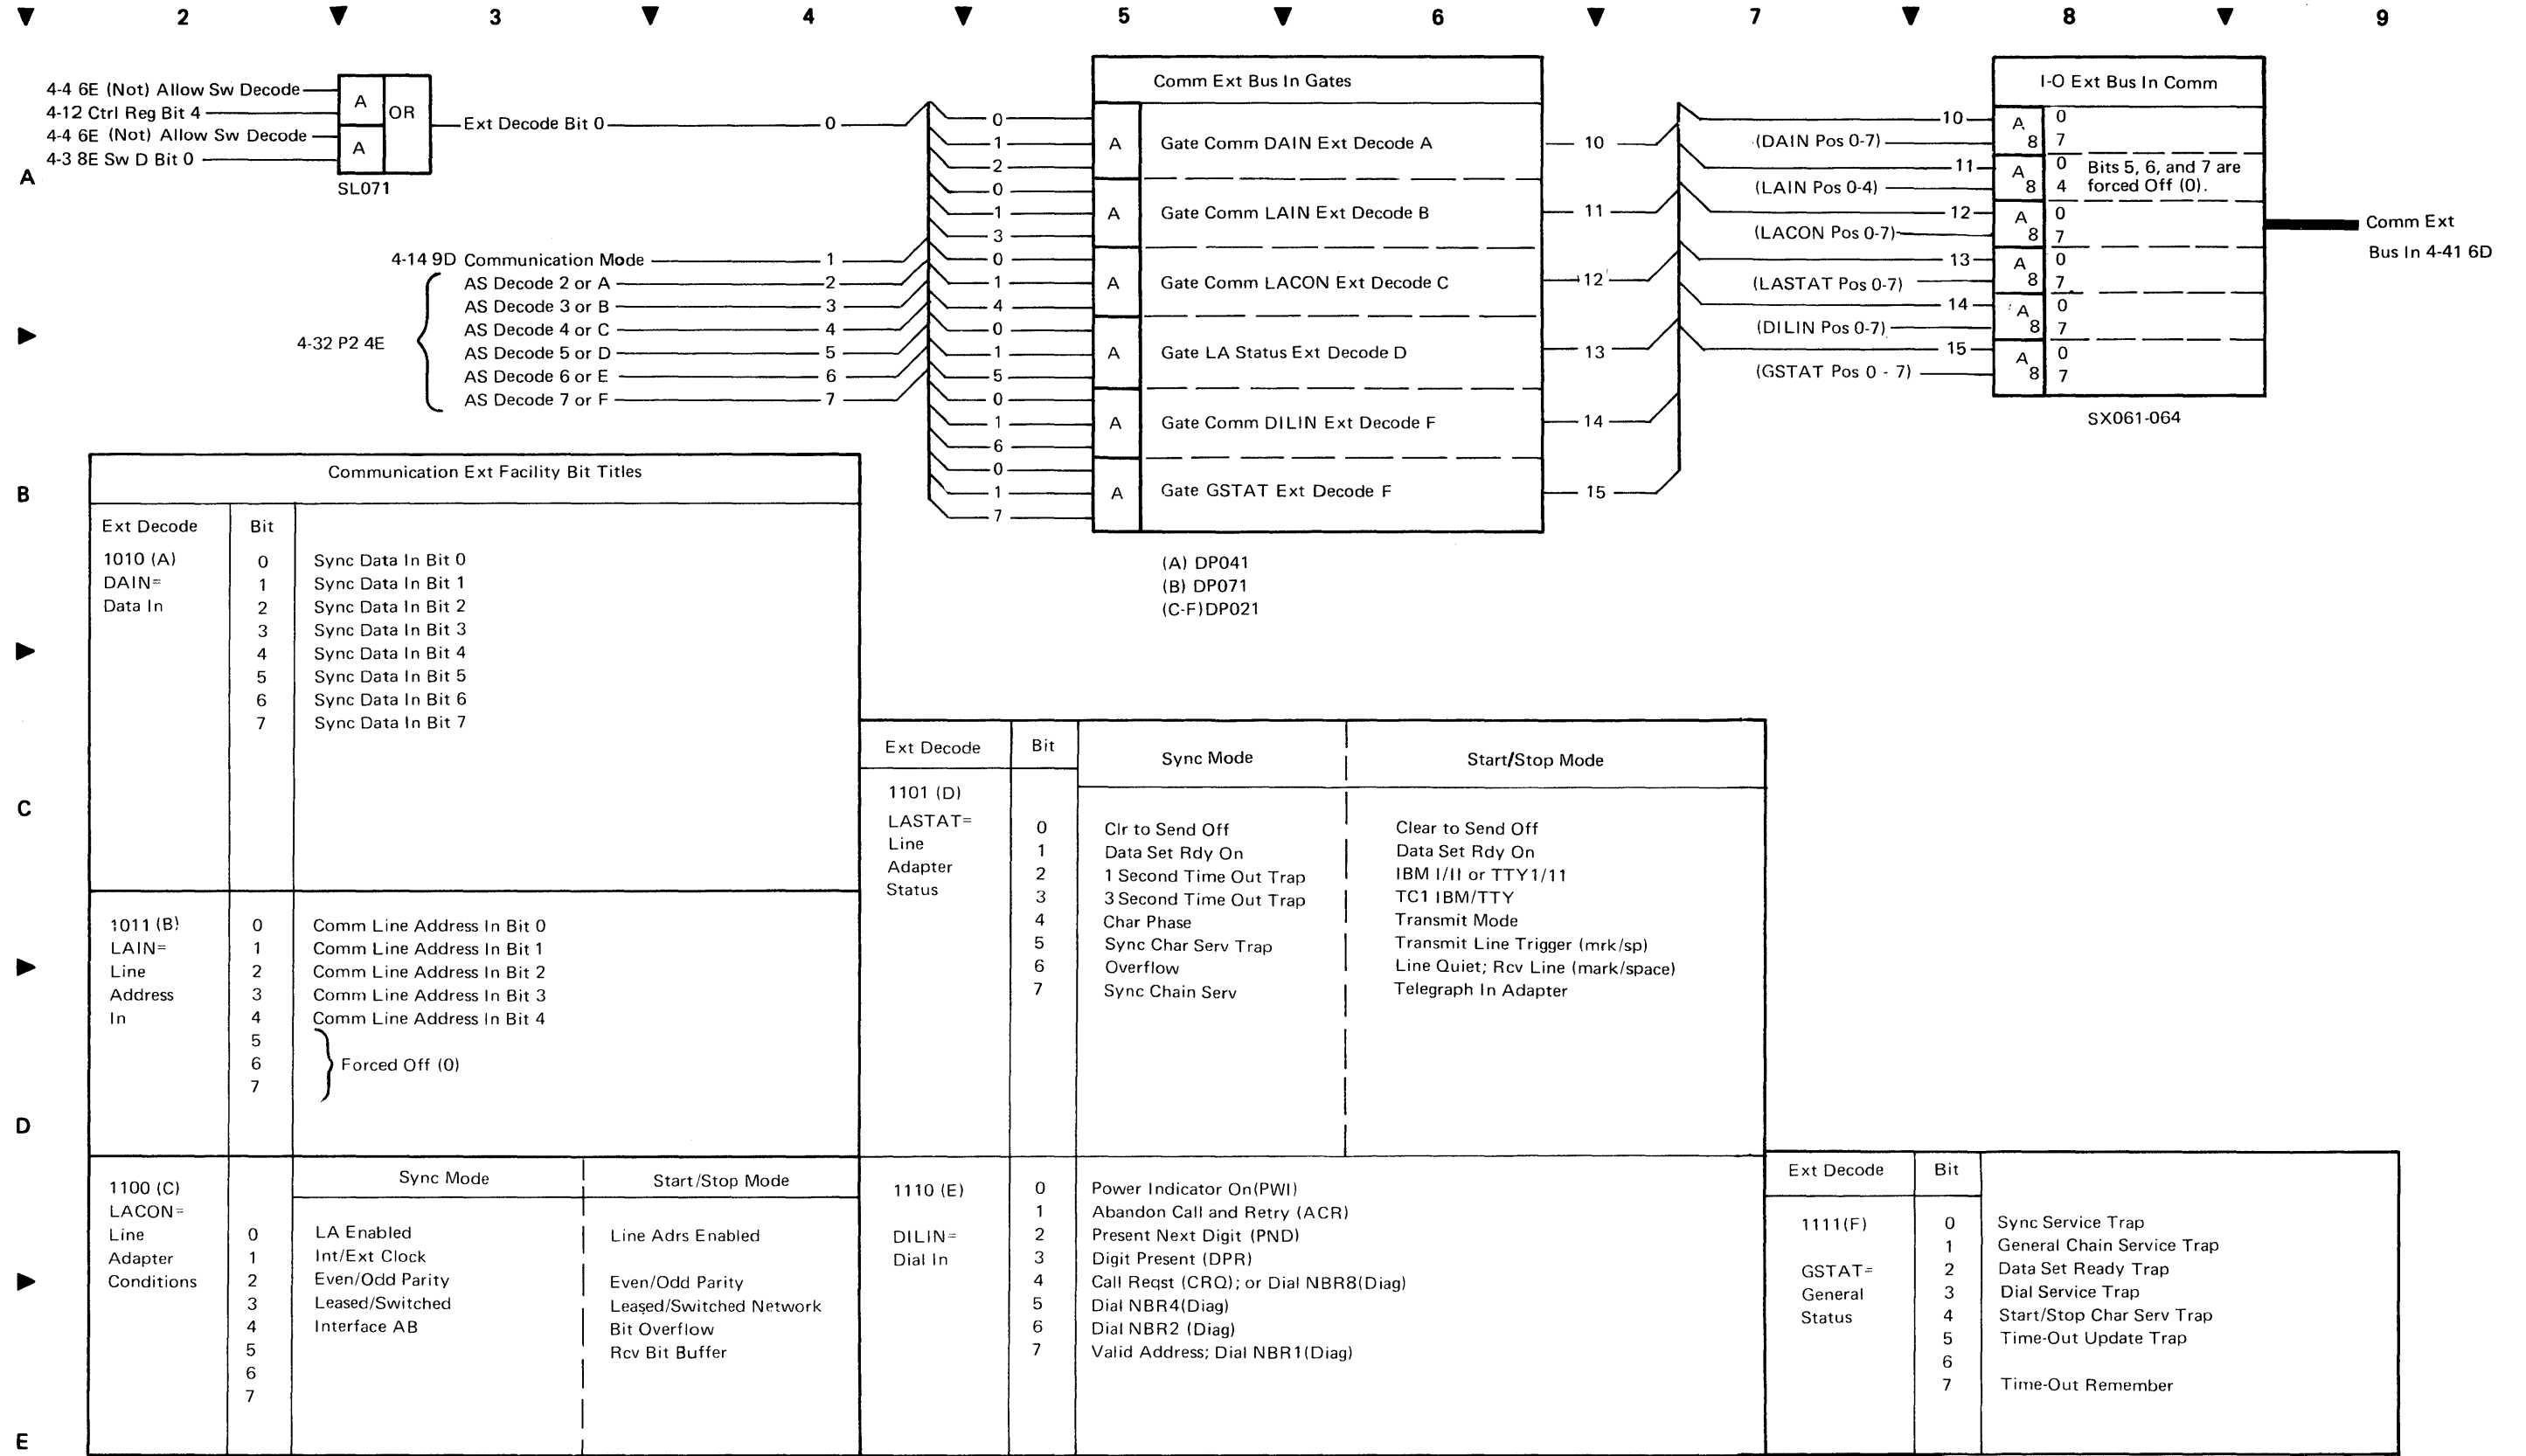 2 3 4 5 6 7 8 9
4-4 6E (Not) Allow Sw Decode
4-12 Ctrl Reg Bit 4
4-4 6E (Not) Allow Sw Decode
4-3 8E Sw D Bit 0
A
A
OR
SL071
Ext Decode Bit 0 0
4-14 9D Communication Mode 1
4-32 P2 4E
AS Decode 2 or A 2
AS Decode 3 or B 3
AS Decode 4 or C 4
AS Decode 5 or D 5
AS Decode 6 or E 6
AS Decode 7 or F 7
Comm Ext Bus In Gates
0
1 A Gate Comm DAIN Ext Decode A 10
2
0
1 A Gate Comm LAIN Ext Decode B 11
3
0
1 A Gate Comm LACON Ext Decode C 12
4
0
1 A Gate LA Status Ext Decode D 13
5
0
1 A Gate Comm DILIN Ext Decode F 14
6
0
1 A Gate GSTAT Ext Decode F 15
7
(A) DP041
(B) DP071
(C-F)DP021
I-O Ext Bus In Comm
10 A 0
(DAIN Pos 0-7) 8 7
11 A 0 Bits 5, 6, and 7 are
(LAIN Pos 0-4) 8 4 forced Off (0).
12 A 0
(LACON Pos 0-7) 8 7
13 A 0
(LASTAT Pos 0-7) 8 7
14 A 0
(DILIN Pos 0-7) 8 7
15 A 0
(GSTAT Pos 0 - 7) 8 7
SX061-064
Comm Ext
Bus In 4-41 6D
A
B
C
D
E
Communication Ext Facility Bit Titles
Ext Decode Bit
1010 (A) 0 Sync Data In Bit 0
DAIN= 1 Sync Data In Bit 1
Data In 2 Sync Data In Bit 2
3 Sync Data In Bit 3
4 Sync Data In Bit 4
5 Sync Data In Bit 5
6 Sync Data In Bit 6
7 Sync Data In Bit 7
1011 (B) 0 Comm Line Address In Bit 0
LAIN= 1 Comm Line Address In Bit 1
Line 2 Comm Line Address In Bit 2
Address 3 Comm Line Address In Bit 3
In 4 Comm Line Address In Bit 4
5
6 Forced Off (0)
7
Sync Mode Start/Stop Mode
1100 (C)
LACON=
Line 0 LA Enabled Line Adrs Enabled
Adapter 1 Int/Ext Clock
Conditions 2 Even/Odd Parity Even/Odd Parity
3 Leased/Switched Leased/Switched Network
4 Interface AB Bit Overflow
5 Rcv Bit Buffer
6
7
Ext Decode Bit Sync Mode Start/Stop Mode
1101 (D)
LASTAT= 0 Clr to Send Off Clear to Send Off
Line 1 Data Set Rdy On Data Set Rdy On
Adapter 2 1 Second Time Out Trap IBM I/II or TTY1/11
Status 3 3 Second Time Out Trap TC1 IBM/TTY
4 Char Phase Transmit Mode
5 Sync Char Serv Trap Transmit Line Trigger (mrk/sp)
6 Overflow Line Quiet; Rcv Line (mark/space)
7 Sync Chain Serv Telegraph In Adapter
1110 (E) 0 Power Indicator On(PWI)
1 Abandon Call and Retry (ACR)
DILIN= 2 Present Next Digit (PND)
Dial In 3 Digit Present (DPR)
4 Call Reqst (CRQ); or Dial NBR8(Diag)
5 Dial NBR4(Diag)
6 Dial NBR2 (Diag)
7 Valid Address; Dial NBR1(Diag)
Ext Decode Bit
1111(F) 0 Sync Service Trap
1 General Chain Service Trap
GSTAT= 2 Data Set Ready Trap
General 3 Dial Service Trap
Status 4 Start/Stop Char Serv Trap
5 Time-Out Update Trap
6
7 Time-Out Remember